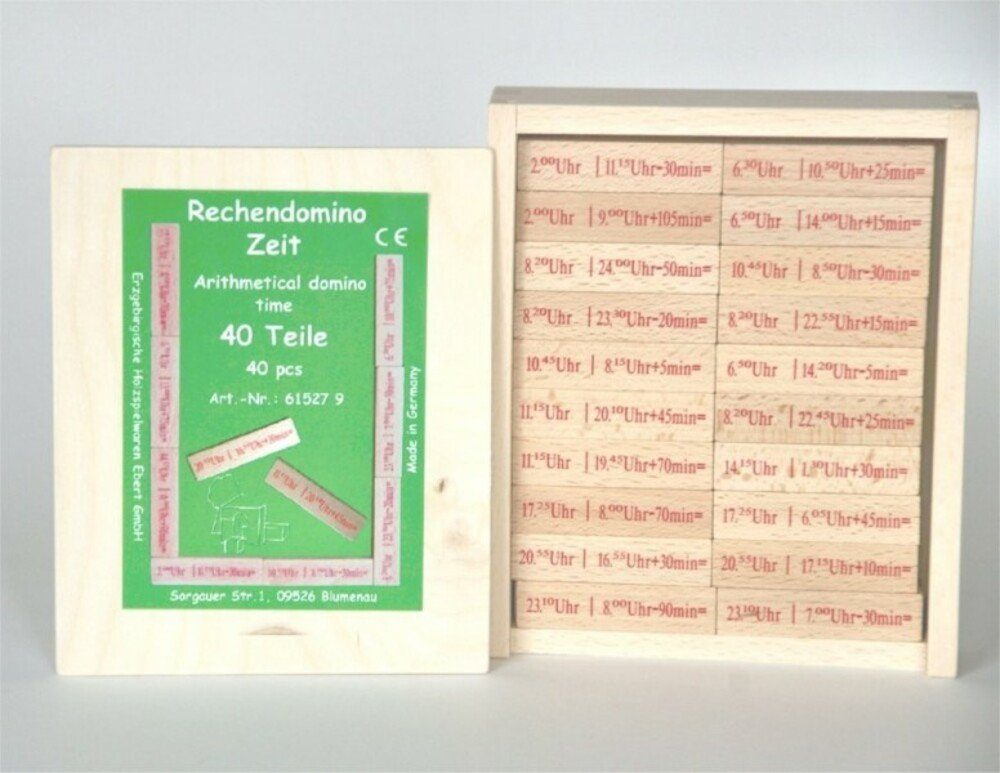 Rechendomino
Zeit
CE
Arithmetical domino
time
40 Teile
40 pcs
Art.-Nr.: 61527 9
Erzgebirgische Holzspielwaren Ebert GmbH
Made in Germany
Sorgauer Str.1, 09526 Blumenau
2.⁰⁰Uhr | 11.¹⁵Uhr-30min=
6.³⁰Uhr | 10.⁵⁰Uhr+25min=
2.⁰⁰Uhr | 9.⁰⁰Uhr+105min=
6.⁵⁰Uhr | 14.⁰⁰Uhr+15min=
8.²⁰Uhr | 24.⁰⁰Uhr-50min=
10.⁴⁵Uhr | 8.⁵⁰Uhr-30min=
8.²⁰Uhr | 23.³⁰Uhr-20min=
8.²⁰Uhr | 22.⁵⁵Uhr+15min=
10.⁴⁵Uhr | 8.¹⁵Uhr+5min=
6.⁵⁰Uhr | 14.²⁰Uhr-5min=
11.¹⁵Uhr | 20.¹⁰Uhr+45min=
8.²⁰Uhr | 22.⁴⁵Uhr+25min=
11.¹⁵Uhr | 19.⁴⁵Uhr+70min=
14.¹⁵Uhr | 1.³⁰Uhr+30min=
17.²⁵Uhr | 8.⁰⁰Uhr-70min=
17.²⁵Uhr | 6.⁰⁵Uhr+45min=
20.⁵⁵Uhr | 16.⁵⁵Uhr+30min=
20.⁵⁵Uhr | 17.¹⁵Uhr+10min=
23.¹⁰Uhr | 8.⁰⁰Uhr-90min=
23.¹⁰Uhr | 7.⁰⁰Uhr-30min=